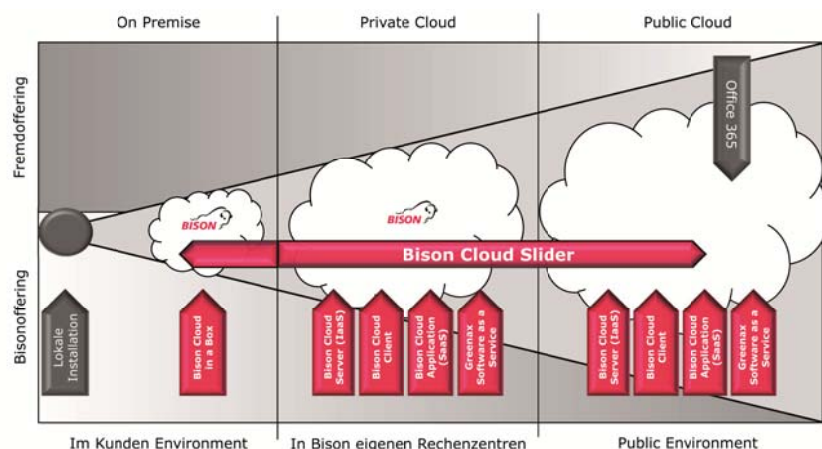 On Premise
Private Cloud
Public Cloud
Fremdoffering
Bisonoffering
Office 365
BISON
BISON
Bison Cloud Slider
Lokale
Installation
Bison Cloud
in a Box
Bison Cloud
Server (IaaS)
Bison Cloud
Client
Bison Cloud
Application
(SaaS)
Greenax
Software as a
Service
Bison Cloud
Server (IaaS)
Bison Cloud
Client
Bison Cloud
Application
(SaaS)
Greenax
Software as a
Service
Im Kunden Environment
In Bison eigenen Rechenzentren
Public Environment